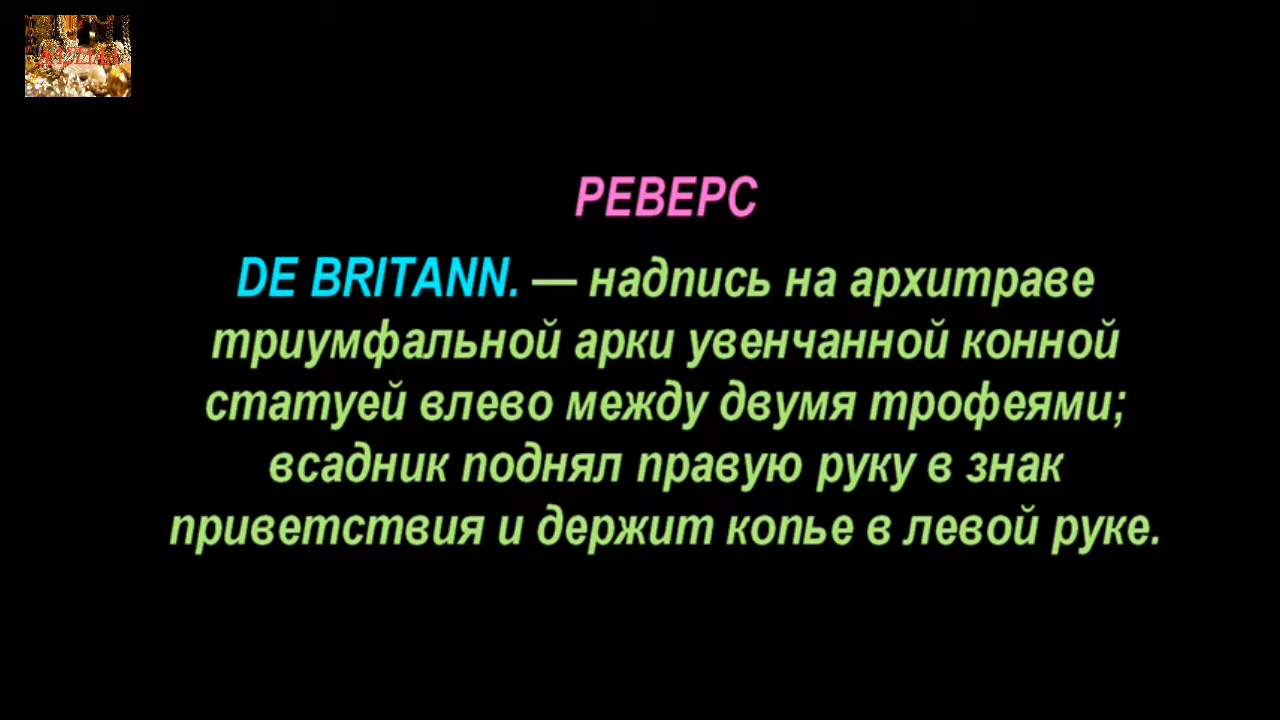 РЕВЕРС
DE BRITANN. — надпись на архитраве
триумфальной арки увенчанной конной
статуей влево между двумя трофеями;
всадник поднял правую руку в знак
приветствия и держит копье в левой руке.